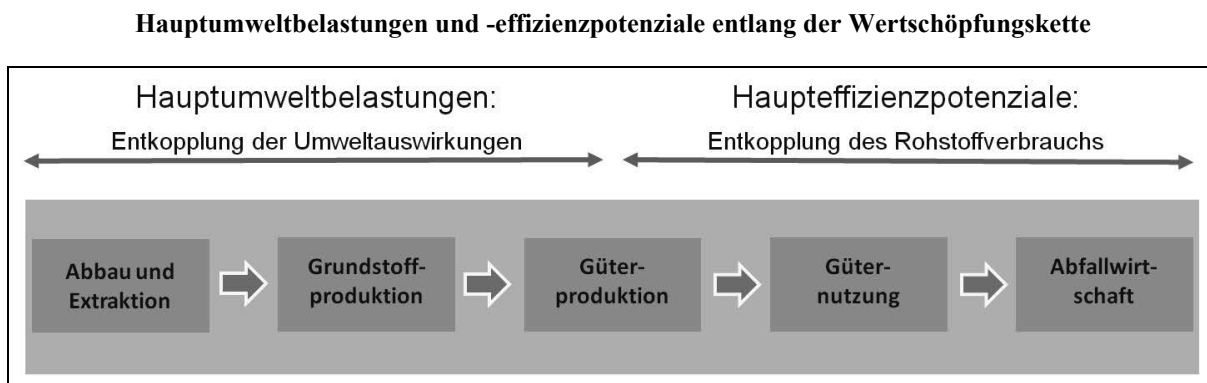 Hauptumweltbelastungen und -effizienzpotenziale entlang der Wertschöpfungskette
Hauptumweltbelastungen:
Entkopplung der Umweltauswirkungen
Haupteffizienzpotenziale:
Entkopplung des Rohstoffverbrauchs
Abbau und
Extraktion
Grundstoff-
produktion
Güter-
produktion
Güter-
nutzung
Abfallwirt-
schaft